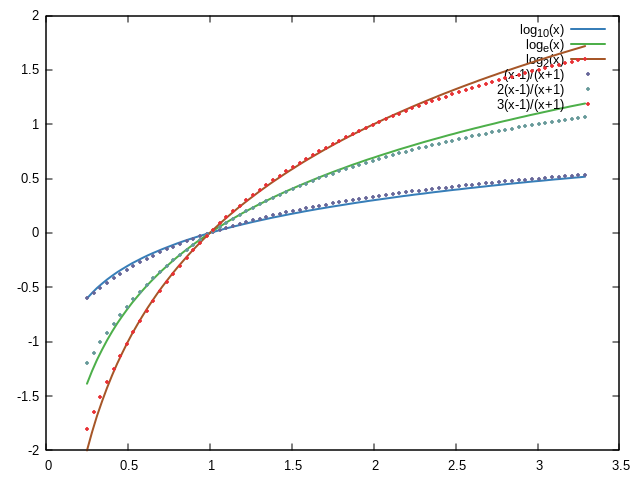 2
1.5
1
0.5
0
-0.5
-1
-1.5
-2
0
0.5
1
1.5
2
2.5
3
3.5
log10(x)
loge(x)
log2(x)
(x-1)/(x+1)
2(x-1)/(x+1)
3(x-1)/(x+1)